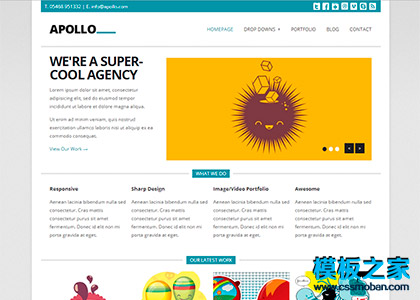 T. 05466 951332 | E. info@apollo.com
APOLLO
HOMEPAGE DROP DOWNS PORTFOLIO BLOG CONTACT
WE'RE A SUPER-
COOL AGENCY
Lorem ipsum dolor sit amet, consectetur
adipiscing elit, sed do eiusmod tempor
incididunt ut labore et dolore magna aliqua.
Ut enim ad minim veniam, quis nostrud
exercitation ullamco laboris nisi ut aliquip ex ea
commodo consequat.
View Our Work —
WHAT WE DO
Responsive Sharp Design Image/Video Portfolio Awesome
Aenean lacinia bibendum nulla sed
consectetur. Cras mattis
consectetur purus sit amet
fermentum. Donec id elit non mi
porta gravida at eget.
Aenean lacinia bibendum nulla sed
consectetur. Cras mattis
consectetur purus sit amet
fermentum. Donec id elit non mi
porta gravida at eget.
Aenean lacinia bibendum nulla sed
consectetur. Cras mattis
consectetur purus sit amet
fermentum. Donec id elit non mi
porta gravida at eget.
Aenean lacinia bibendum nulla sed
consectetur. Cras mattis
consectetur purus sit amet
fermentum. Donec id elit non mi
porta gravida at eget.
OUR LATEST WORK
模板之家
www.cssmoban.com